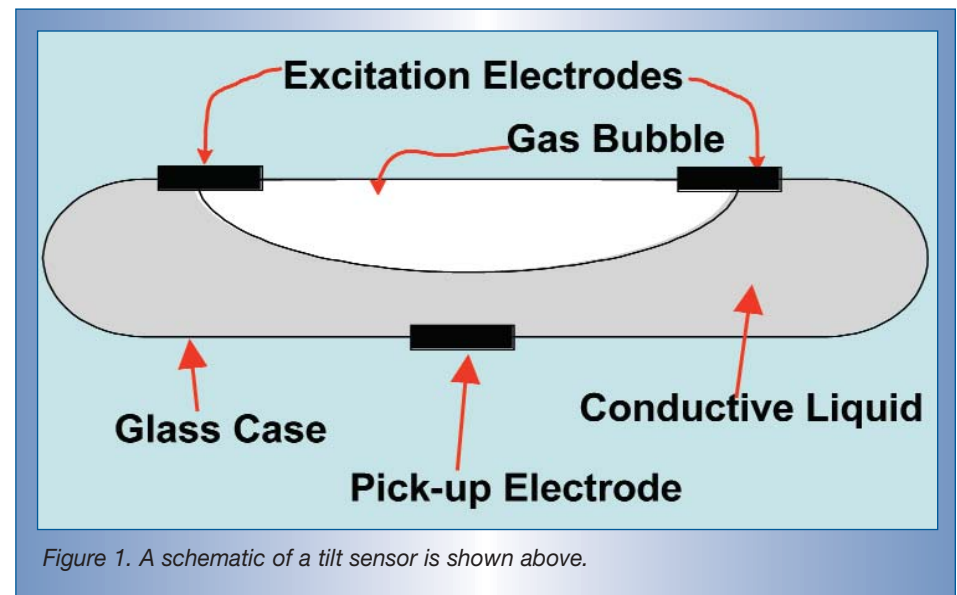 Excitation Electrodes
Gas Bubble
Glass Case
Conductive Liquid
Pick-up Electrode
Figure 1. A schematic of a tilt sensor is shown above.